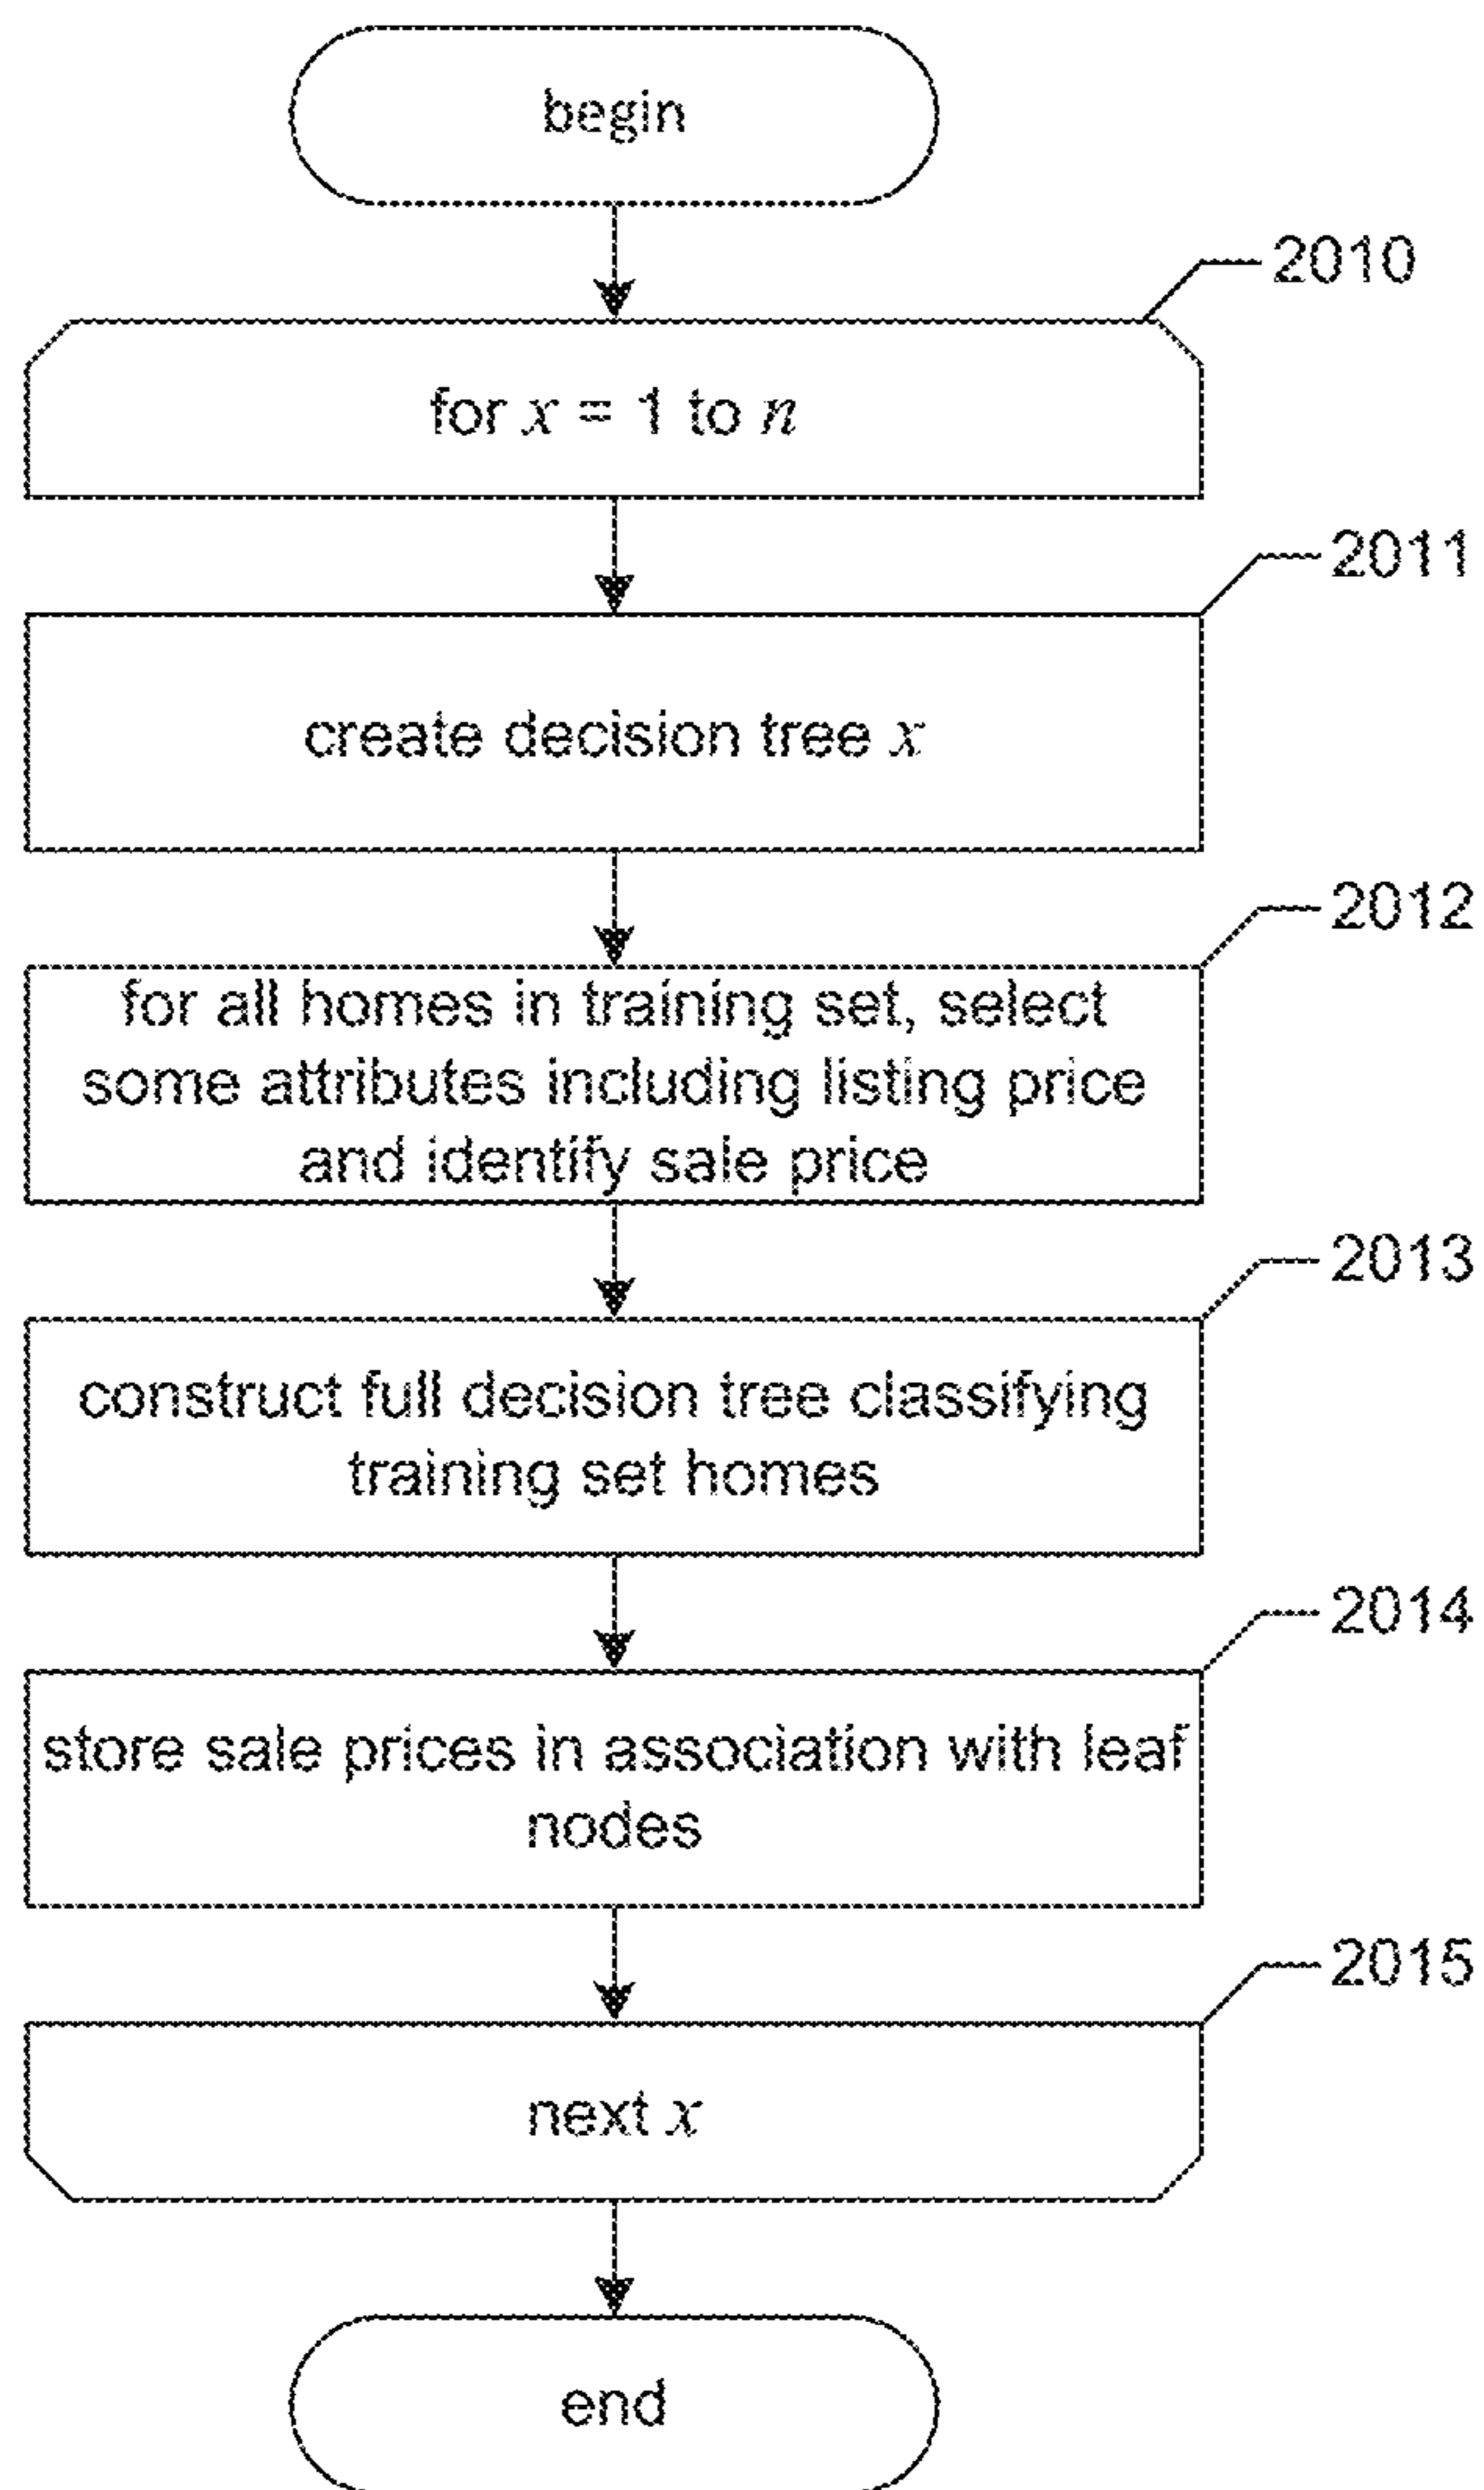 begin
2010
for x = 1 to n
2011
create decision tree x
2012
for all homes in training set, select
some attributes including listing price
and identify sale price
2013
construct full decision tree classifying
training set homes
2014
store sale prices in association with leaf
nodes
2015
next x
end